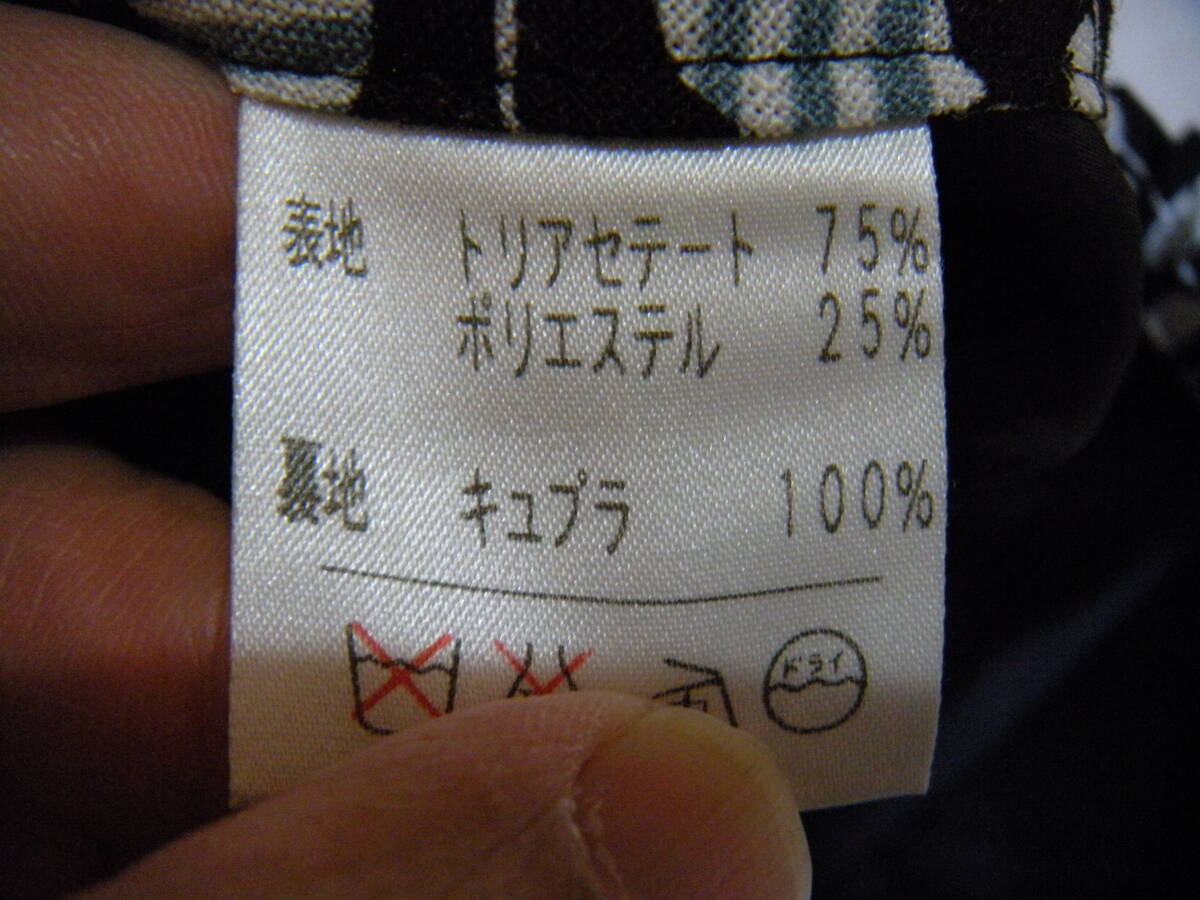 表地 トリアセテート 75%
ポリエステル 25%
裏地 キュプラ 100%
ドライ